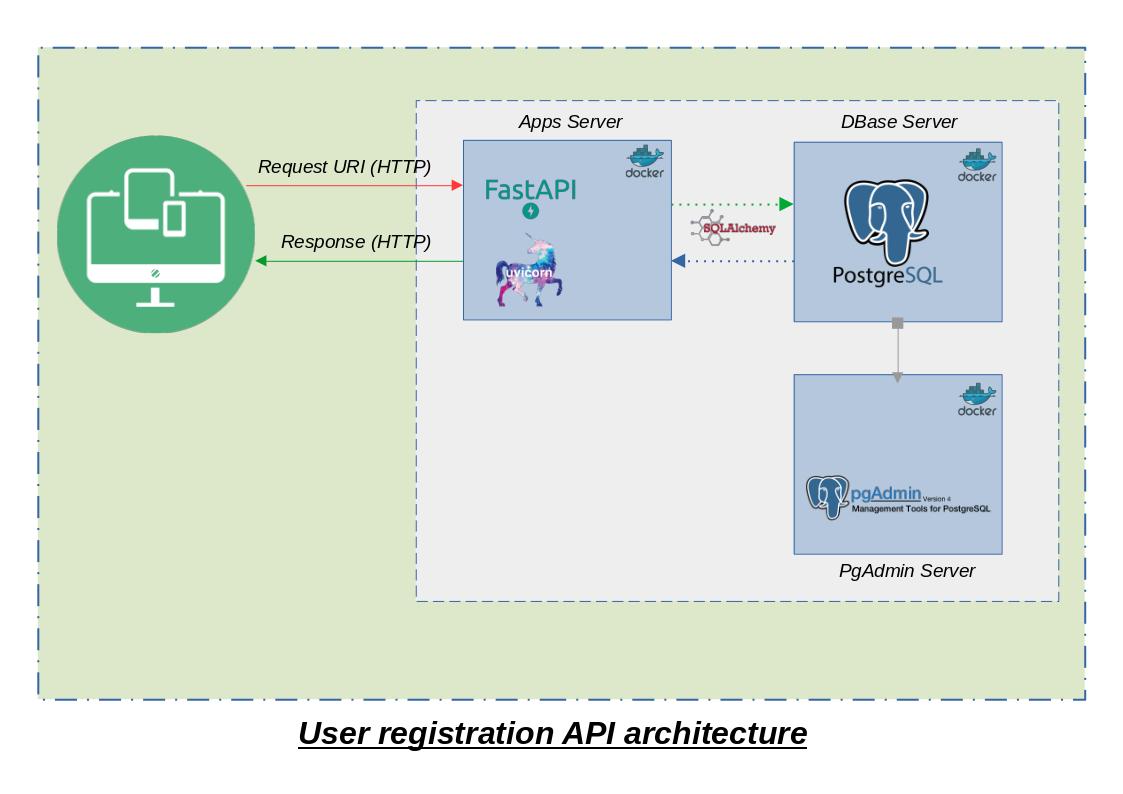 Apps Server
DBase Server
Request URI (HTTP)
docker
FastAPI
docker
Response (HTTP)
uvicorn
SQLAlchemy
PostgreSQL
docker
pgAdmin Version 4
Management Tools for PostgreSQL
PgAdmin Server
User registration API architecture